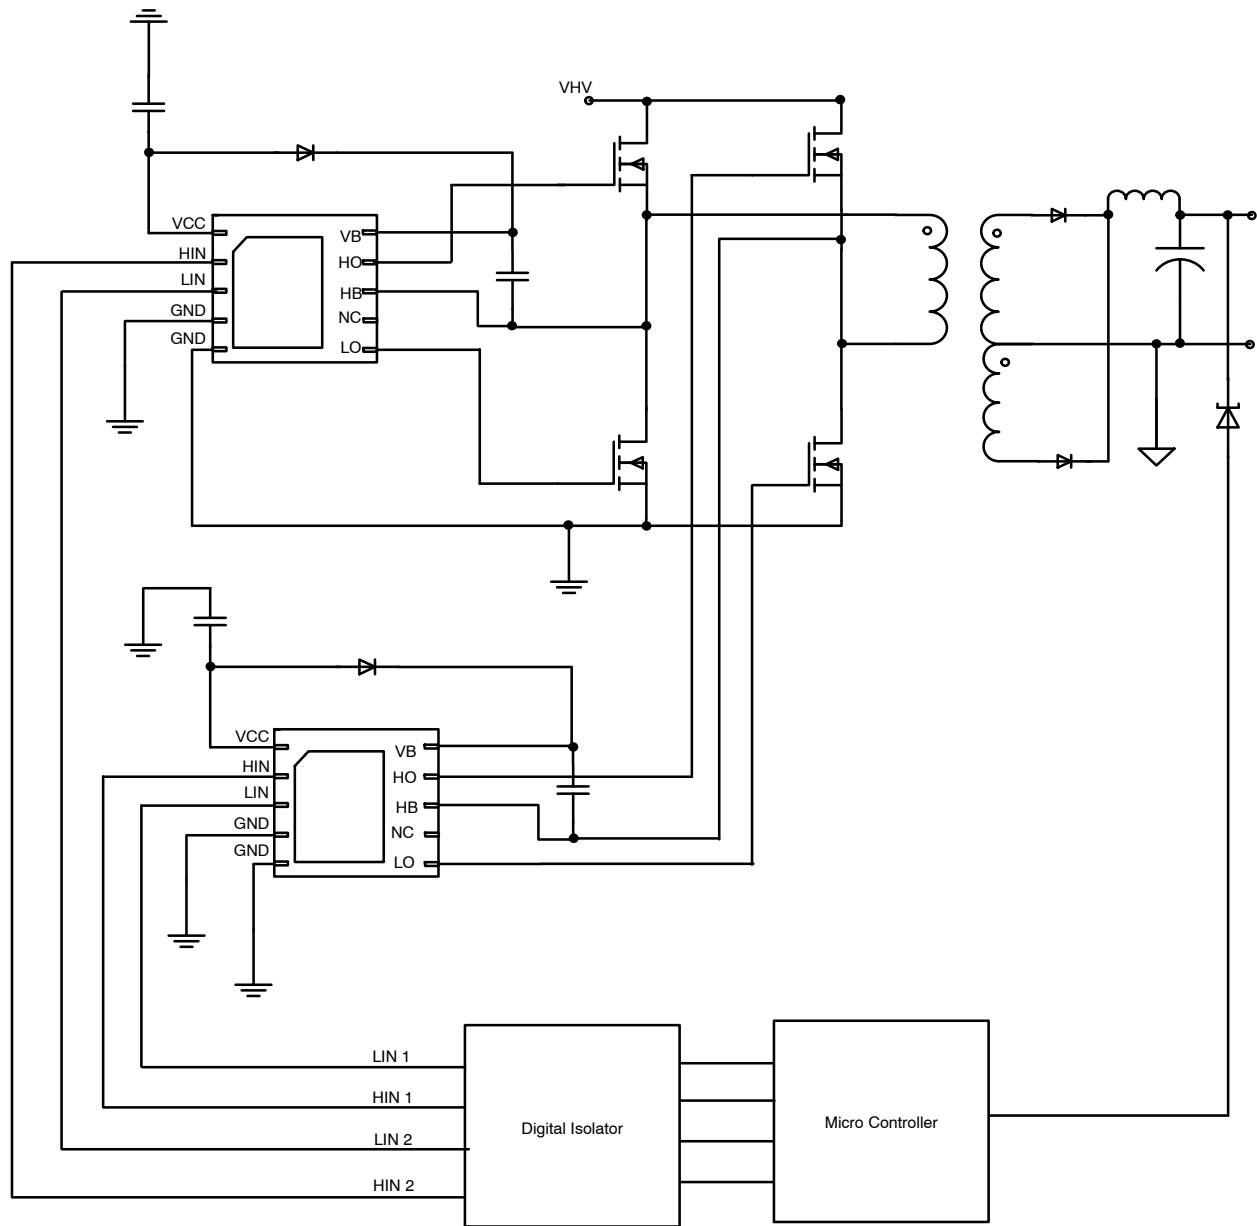 VHV
VCC
HIN
LIN
GND
GND
VB
HO
HB
NC
LO
VCC
HIN
LIN
GND
GND
VB
HO
HB
NC
LO
LIN 1
HIN 1
LIN 2
HIN 2
Digital Isolator
Micro Controller